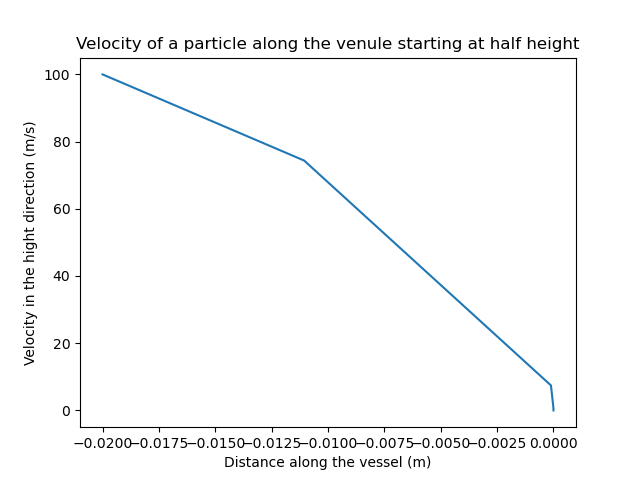 Velocity of a particle along the venule starting at half height
100
80
60
40
20
0
Velocity in the hight direction (m/s)
−0.0200−0.0175−0.0150−0.0125−0.0100−0.0075−0.0050−0.0025 0.0000
Distance along the vessel (m)